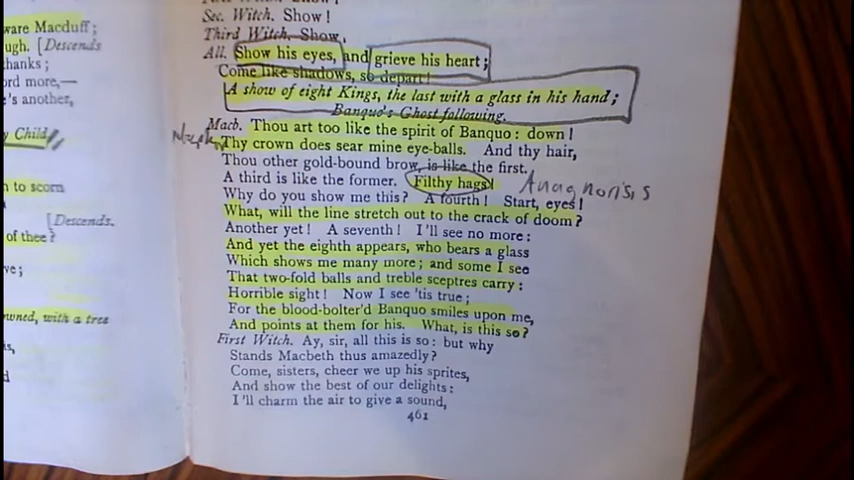 ware Macduff;
ugh. [Descends
hanks;
ord more,—
e's another,
y Child
n to scorn
[Descends.
of thee?
ve;
owned, with a tree
Sec. Witch. Show!
Third Witch. Show.
All. Show his eyes, and grieve his heart;
Come like shadows, so depart!
A show of eight Kings, the last with a glass in his hand;
Banquo's Ghost following.
Macb. Thou art too like the spirit of Banquo: down!
Thy crown does sear mine eye-balls. And thy hair,
Thou other gold-bound brow, is like the first.
A third is like the former. Filthy hags! Anagnorisis
Why do you show me this? A fourth! Start, eyes!
What, will the line stretch out to the crack of doom?
Another yet! A seventh! I'll see no more:
And yet the eighth appears, who bears a glass
Which shows me many more; and some I see
That two-fold balls and treble sceptres carry:
Horrible sight! Now I see 'tis true;
For the blood-bolter'd Banquo smiles upon me,
And points at them for his. What, is this so?
First Witch. Ay, sir, all this is so: but why
Stands Macbeth thus amazedly?
Come, sisters, cheer we up his sprites,
And show the best of our delights:
I'll charm the air to give a sound,
461